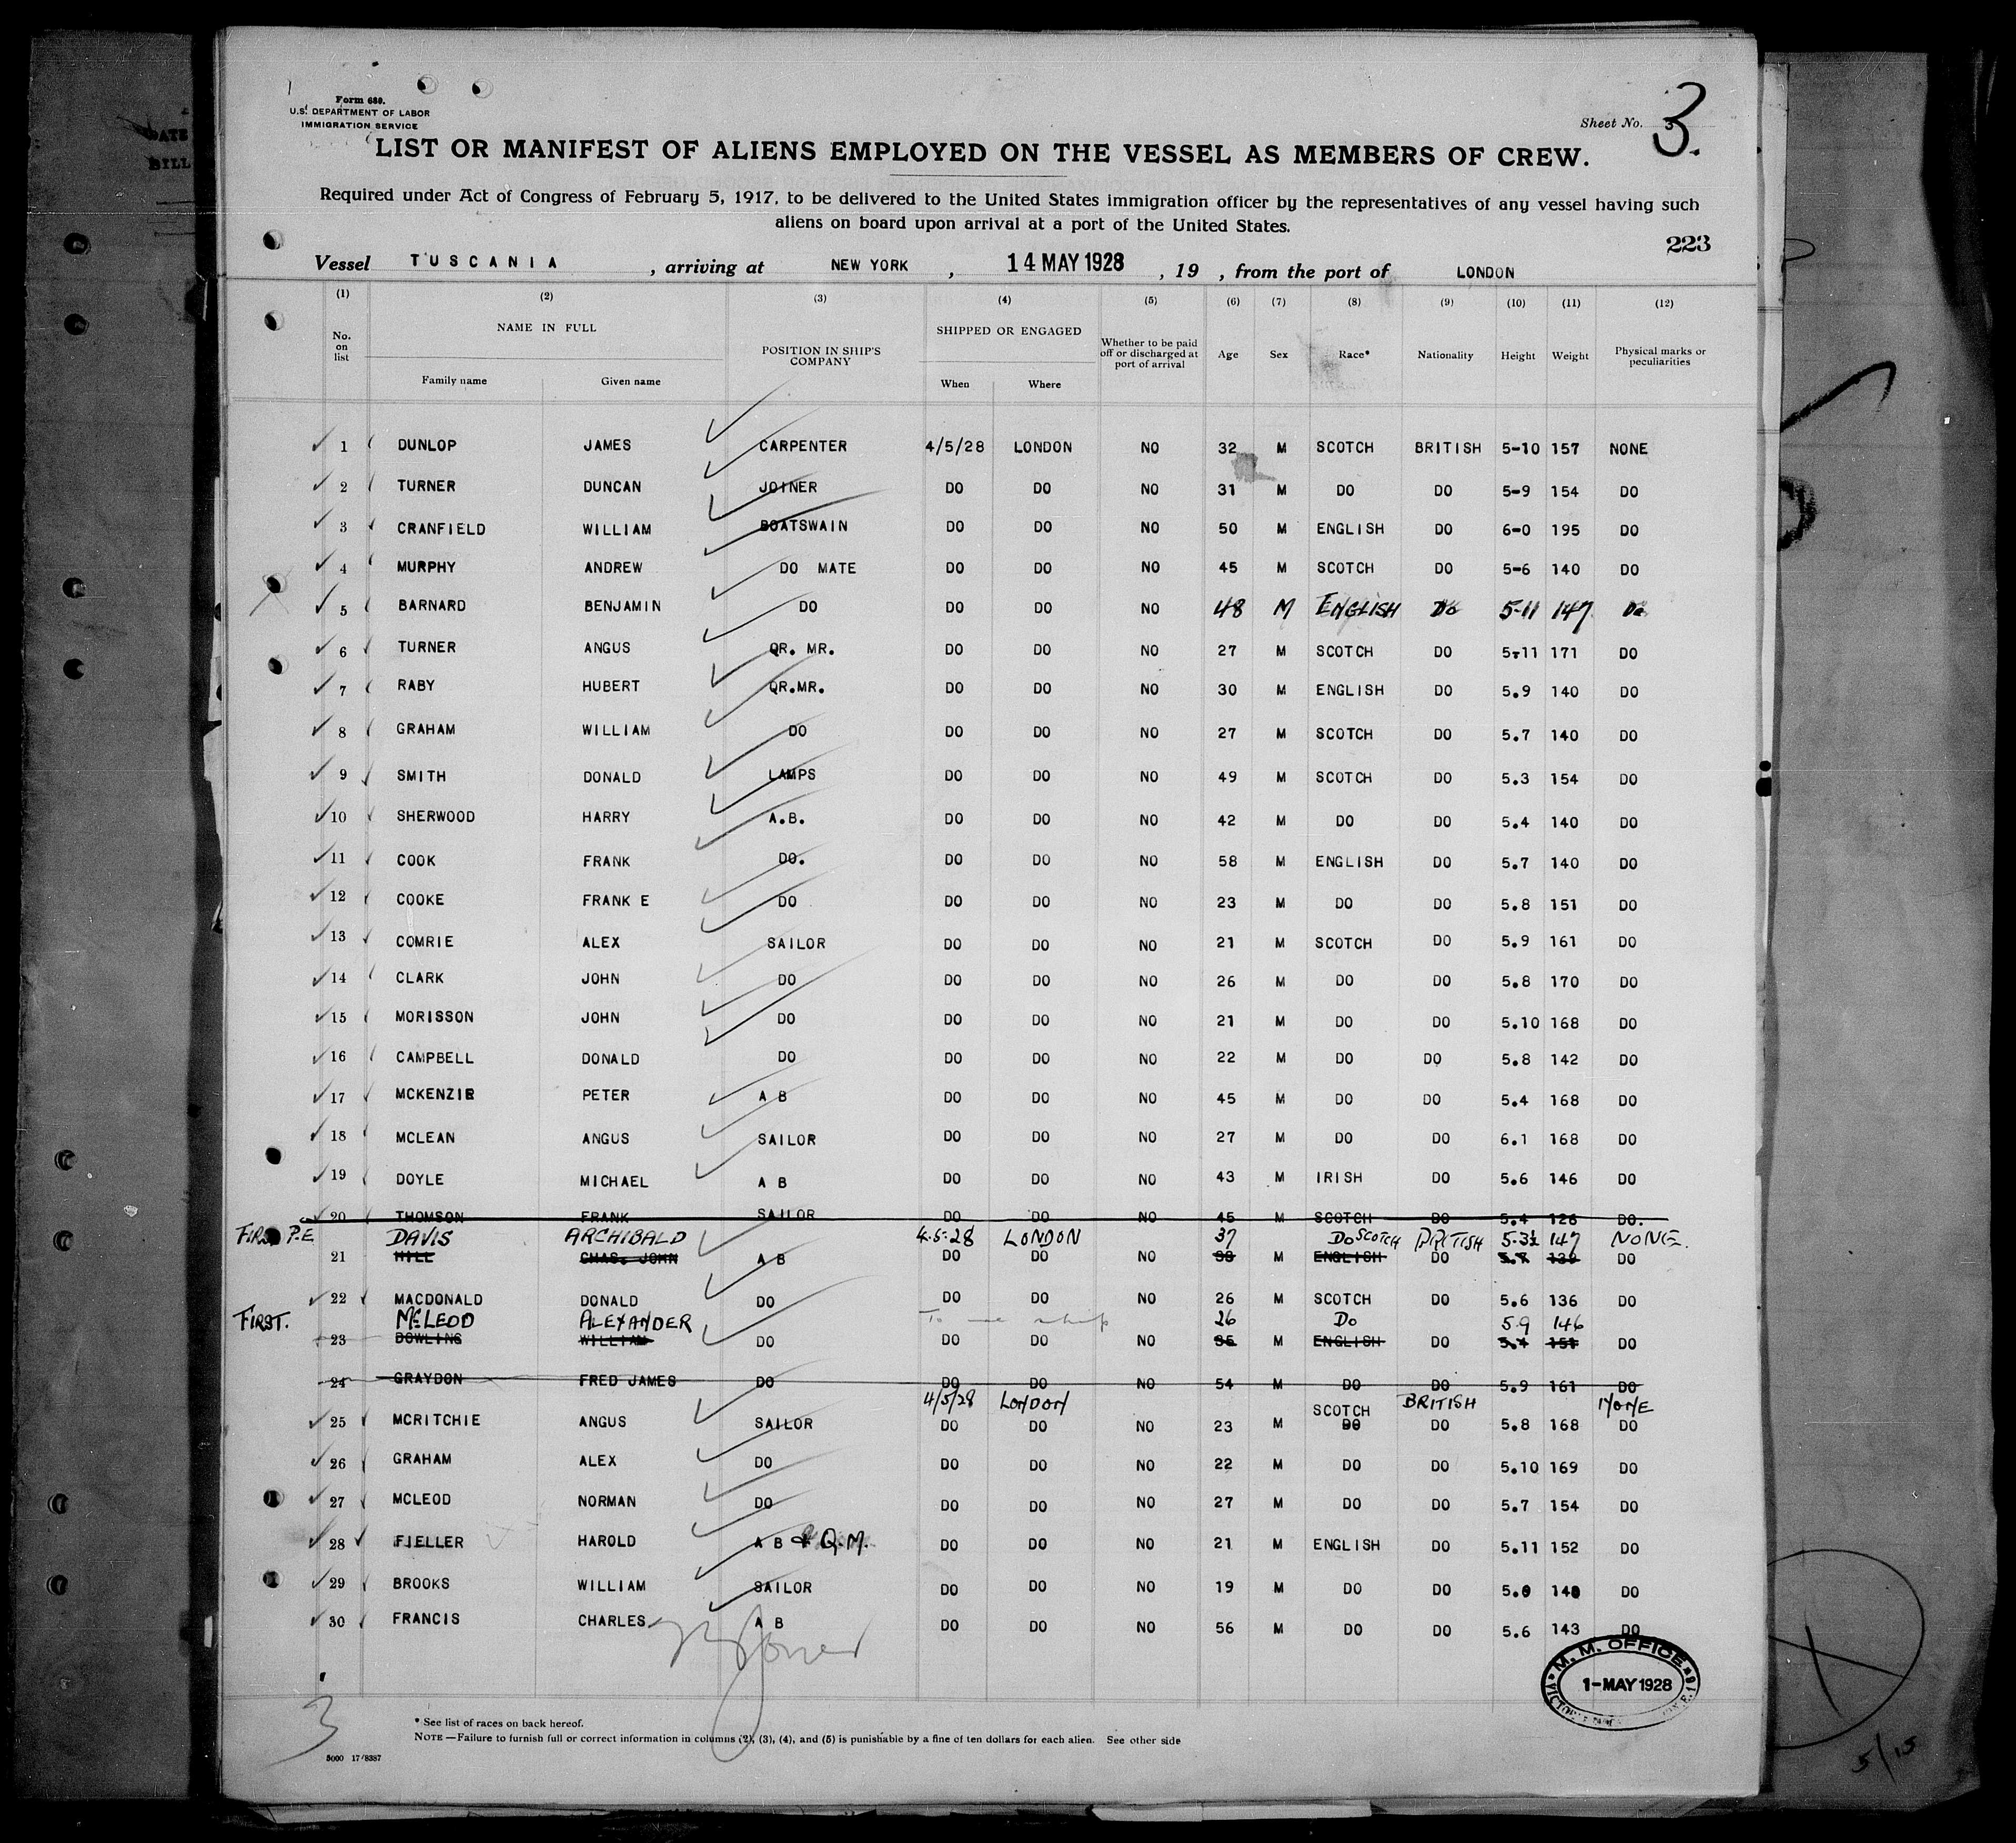 Form 680.
U.S. DEPARTMENT OF LABOR
IMMIGRATION SERVICE
Sheet No. 3.
LIST OR MANIFEST OF ALIENS EMPLOYED ON THE VESSEL AS MEMBERS OF CREW.
Required under Act of Congress of February 5, 1917, to be delivered to the United States immigration officer by the representatives of any vessel having such
aliens on board upon arrival at a port of the United States.
223
Vessel TUSCANIA , arriving at NEW YORK , 14 MAY 1928 , 19 , from the port of LONDON
(1) (2) (3) (4) (5) (6) (7) (8) (9) (10) (11) (12)
No. on list NAME IN FULL Family name Given name POSITION IN SHIP'S COMPANY SHIPPED OR ENGAGED When Where Whether to be paid off or discharged at port of arrival Age Sex Race* Nationality Height Weight Physical marks or peculiarities
1 DUNLOP JAMES CARPENTER 4/5/28 LONDON NO 32 M SCOTCH BRITISH 5-10 157 NONE
2 TURNER DUNCAN JOINER DO DO NO 31 M DO DO 5-9 154 DO
3 CRANFIELD WILLIAM BOATSWAIN DO DO NO 50 M ENGLISH DO 6-0 195 DO
4 MURPHY ANDREW DO MATE DO DO NO 45 M SCOTCH DO 5-6 140 DO
5 BARNARD BENJAMIN DO DO DO NO 48 M ENGLISH Do 5-11 147 Do
6 TURNER ANGUS QR. MR. DO DO NO 27 M SCOTCH DO 5-11 171 DO
7 RABY HUBERT QR.MR. DO DO NO 30 M ENGLISH DO 5.9 140 DO
8 GRAHAM WILLIAM DO DO DO NO 27 M SCOTCH DO 5.7 140 DO
9 SMITH DONALD LAMPS DO DO NO 49 M SCOTCH DO 5.3 154 DO
10 SHERWOOD HARRY A.B. DO DO NO 42 M DO DO 5.4 140 DO
11 COOK FRANK DO. DO DO NO 58 M ENGLISH DO 5.7 140 DO
12 COOKE FRANK E DO DO DO NO 23 M DO DO 5.8 151 DO
13 COMRIE ALEX SAILOR DO DO NO 21 M SCOTCH DO 5.9 161 DO
14 CLARK JOHN DO DO DO NO 26 M DO DO 5.8 170 DO
15 MORISSON JOHN DO DO DO NO 21 M DO DO 5.10 168 DO
16 CAMPBELL DONALD DO DO DO NO 22 M DO DO 5.8 142 DO
17 MCKENZIE PETER A B DO DO NO 45 M DO DO 5.4 168 DO
18 MCLEAN ANGUS SAILOR DO DO NO 27 M DO DO 6.1 168 DO
19 DOYLE MICHAEL A B DO DO NO 43 M IRISH DO 5.6 146 DO
20 THOMSON FRANK SAILOR DO DO NO 45 M SCOTCH DO 5.4 126 DO.
FIRST P.E DAVIS ARCHIBALD 4.5.28 LONDON 37 Do SCOTCH BRITISH 5.3½ 147 NONE.
21 HILL CHAS. JOHN A B DO DO NO M ENGLISH DO DO
22 MACDONALD DONALD DO DO DO NO 26 M SCOTCH DO 5.6 136 DO
FIRST. McLEOD ALEXANDER 26 Do 5.9 146
23 DOWLING WILLIAM DO DO DO NO M ENGLISH DO 5.4 151 DO
24 GRAYDON FRED JAMES DO DO DO NO 54 M DO DO 5.9 161 DO
4/5/28 LONDON SCOTCH BRITISH NONE
25 MCRITCHIE ANGUS SAILOR DO DO NO 23 M DO DO 5.8 168 DO
26 GRAHAM ALEX DO DO DO NO 22 M DO DO 5.10 169 DO
27 MCLEOD NORMAN DO DO DO NO 27 M DO DO 5.7 154 DO
28 FIELLER HAROLD A B & Q.M. DO DO NO 21 M ENGLISH DO 5.11 152 DO
29 BROOKS WILLIAM SAILOR DO DO NO 19 M DO DO DO
30 FRANCIS CHARLES A B DO DO NO 56 M DO DO 5.6 143 DO
M. M. OFFICE
1-MAY 1928
3
* See list of races on back hereof.
NOTE —Failure to furnish full or correct information in columns (2), (3), (4), and (5) is punishable by a fine of ten dollars for each alien. See other side
5000 17/8387
5/15